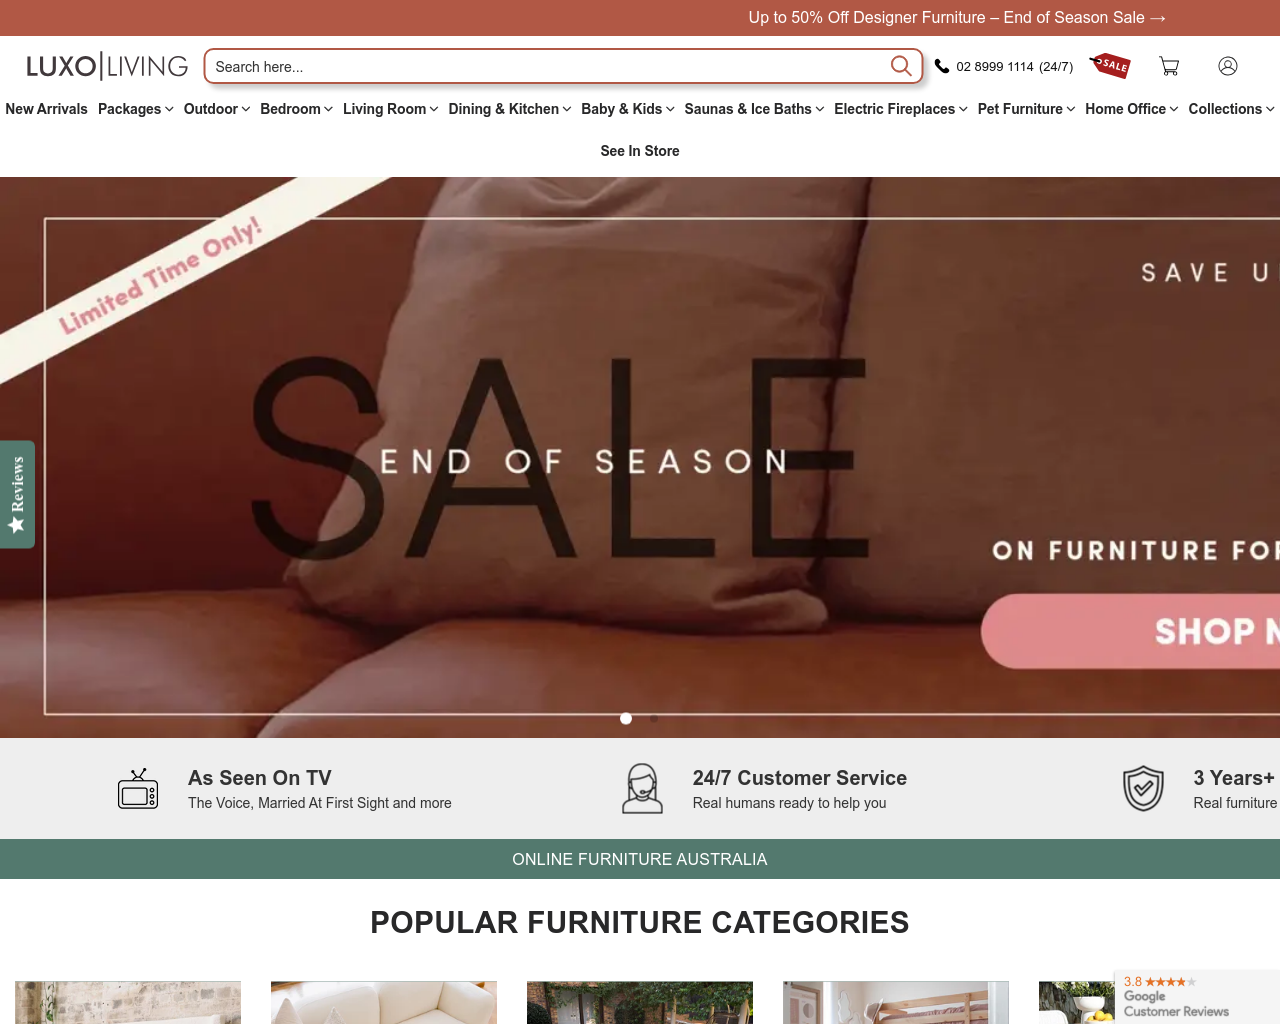 Up to 50% Off Designer Furniture – End of Season Sale →
LUXO|LIVING
Search here...
02 8999 1114 (24/7)
SALE
New Arrivals Packages Outdoor Bedroom Living Room Dining & Kitchen Baby & Kids Saunas & Ice Baths Electric Fireplaces Pet Furniture Home Office Collections
See In Store
Limited Time Only!
SAVE U
SALE
END OF SEASON
ON FURNITURE FOR
SHOP N
Reviews
As Seen On TV
The Voice, Married At First Sight and more
24/7 Customer Service
Real humans ready to help you
3 Years+
Real furniture
ONLINE FURNITURE AUSTRALIA
POPULAR FURNITURE CATEGORIES
3.8
Google
Customer Reviews